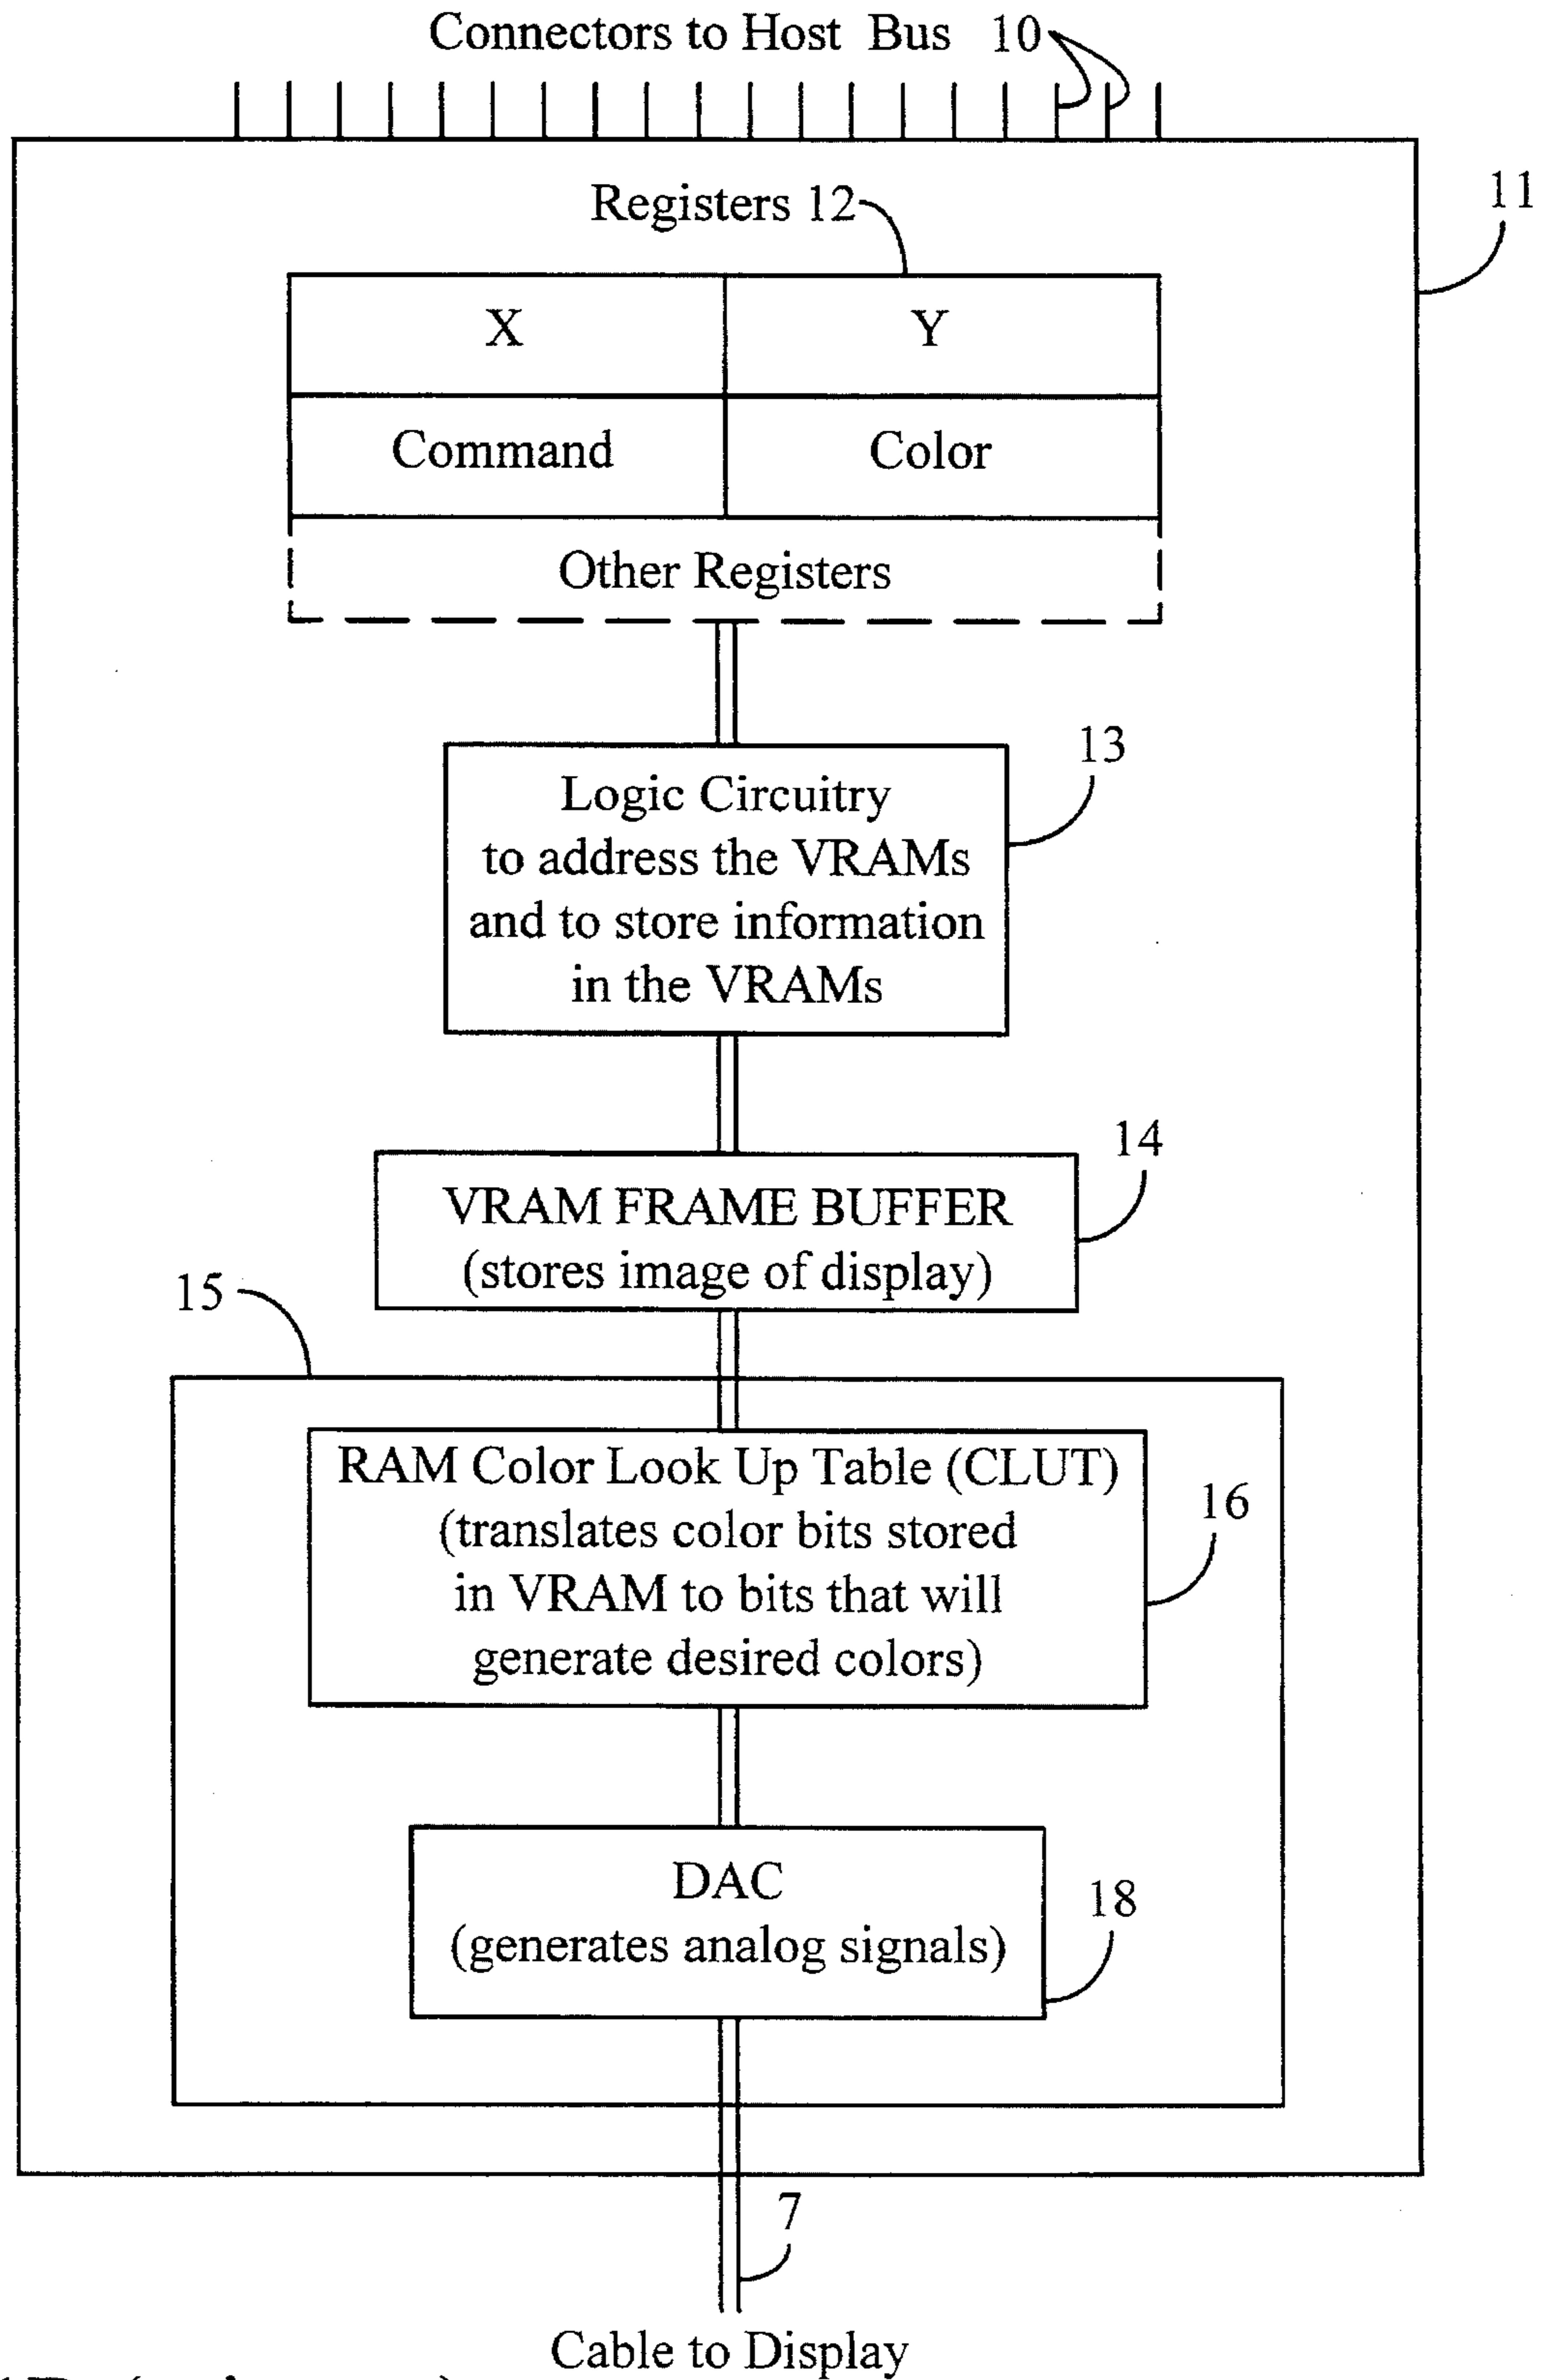 Connectors to Host Bus 10
11
Registers 12
X Y
Command Color
Other Registers
13
Logic Circuitry
to address the VRAMs
and to store information
in the VRAMs
14
VRAM FRAME BUFFER
(stores image of display)
15
RAM Color Look Up Table (CLUT)
(translates color bits stored
in VRAM to bits that will
generate desired colors)
16
DAC
(generates analog signals)
18
7
Cable to Display